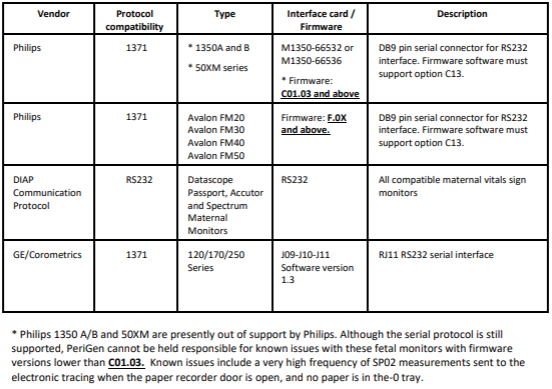 Vendor
Protocol
compatibility
Type
Interface card /
Firmware
Description
Philips
1371
* 1350A and B
* 50XM series
M1350-66532 or
M1350-66536
* Firmware:
C01.03 and above
DB9 pin serial connector for RS232
interface. Firmware software must
support option C13.
Philips
1371
Avalon FM20
Avalon FM30
Avalon FM40
Avalon FM50
Firmware: F.0X
and above.
DB9 pin serial connector for RS232
interface. Firmware software must
support option C13.
DIAP
Communication
Protocol
RS232
Datascope
Passport, Accutor
and Spectrum
Maternal
Monitors
RS232
All compatible maternal vitals sign
monitors
GE/Corometrics
1371
120/170/250
Series
J09-J10-J11
Software version
1.3
RJ11 RS232 serial interface
* Philips 1350 A/B and 50XM are presently out of support by Philips. Although the serial protocol is still
supported, PeriGen cannot be held responsible for known issues with these fetal monitors with firmware
versions lower than C01.03. Known issues include a very high frequency of SP02 measurements sent to the
electronic tracing when the paper recorder door is open, and no paper is in the-0 tray.